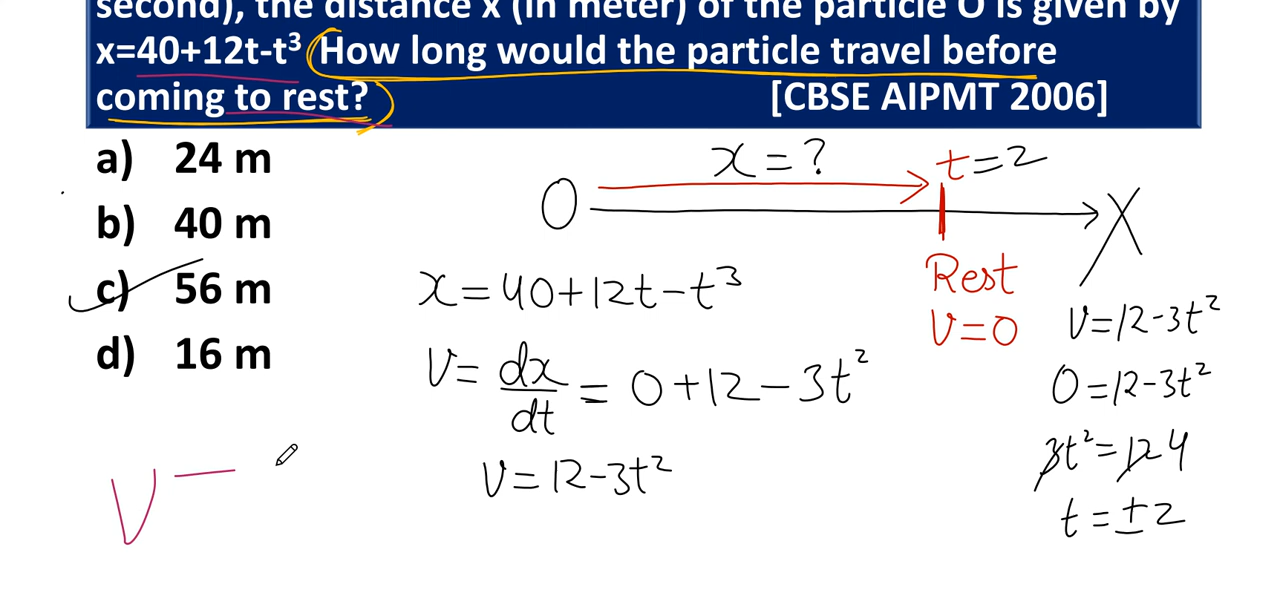 second), the distance x (in meter) of the particle O is given by
x=40+12t-t³ How long would the particle travel before
coming to rest? [CBSE AIPMT 2006]
a) 24 m
b) 40 m
c) 56 m
d) 16 m
x = ?
t = 2
O
X
Rest
V = 0
x = 40 + 12t - t³
V = dx/dt = 0 + 12 - 3t²
V = 12 - 3t²
V = 12 - 3t²
0 = 12 - 3t²
3t² = 12 4
t = ± 2
V –